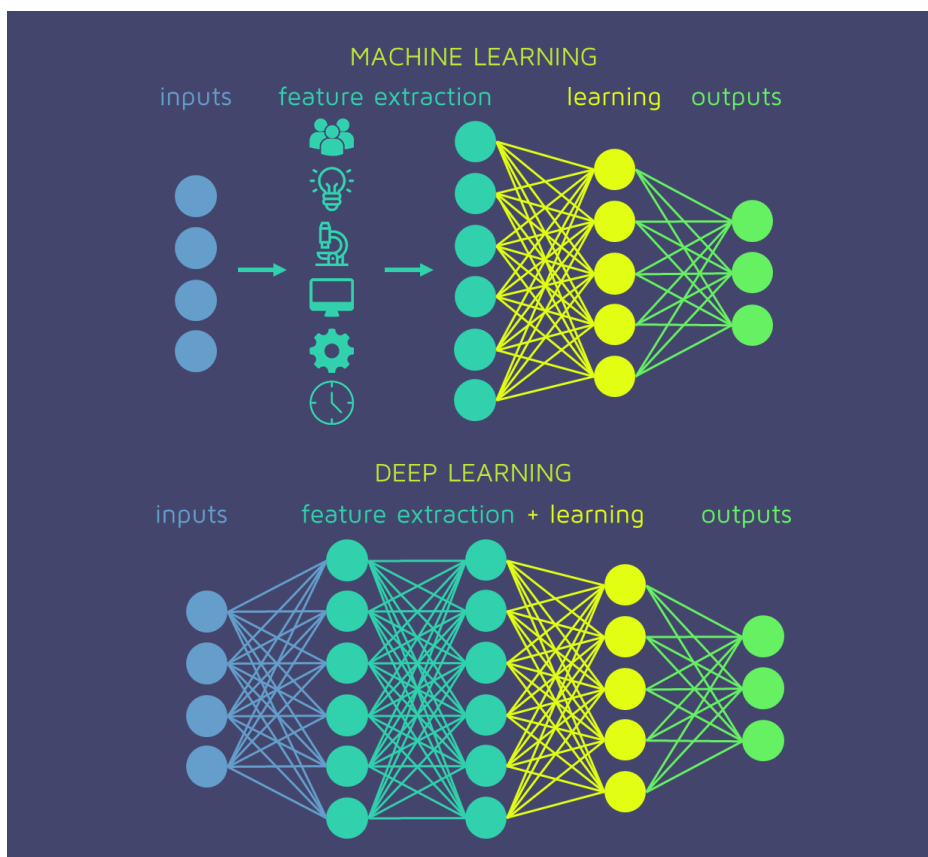 MACHINE LEARNING
inputs feature extraction learning outputs
DEEP LEARNING
inputs feature extraction + learning outputs